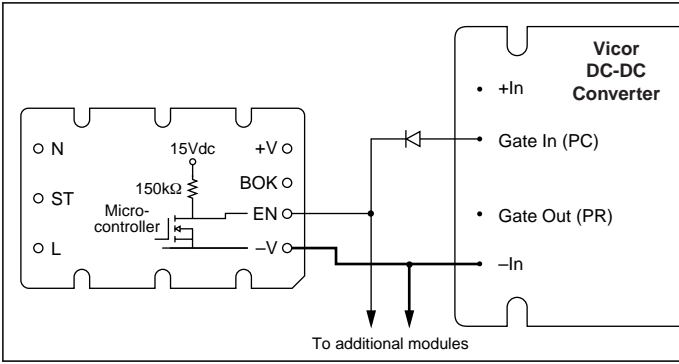 Vicor
DC-DC
Converter
+In
Gate In (PC)
Gate Out (PR)
–In
N
ST
L
15Vdc
150kΩ
Micro-
controller
+V
BOK
EN
–V
To additional modules